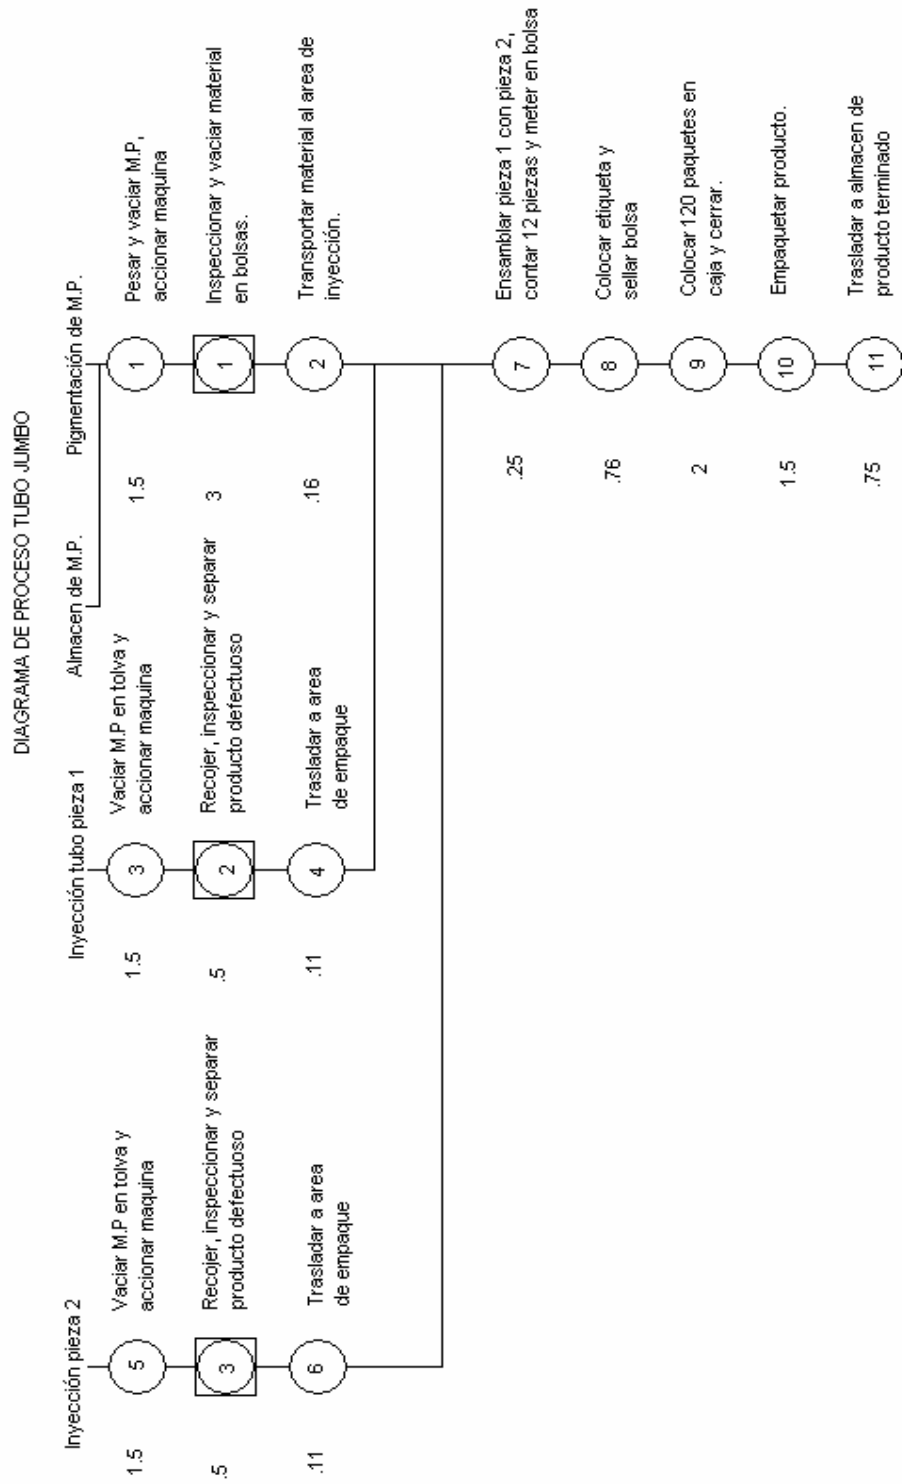 DIAGRAMA DE PROCESO TUBO JUMBO
Inyección pieza 2
1.5
5
Vaciar M.P en tolva y
accionar maquina
.5
3
Recojer, inspeccionar y separar
producto defectuoso
.11
6
Trasladar a area
de empaque
Inyección tubo pieza 1
1.5
3
Vaciar M.P en tolva y
accionar maquina
.5
2
Recojer, inspeccionar y separar
producto defectuoso
.11
4
Trasladar a area
de empaque
Almacen de M.P.
Pigmentación de M.P.
1.5
1
Pesar y vaciar M.P,
accionar maquina
3
1
Inspeccionar y vaciar material
en bolsas.
.16
2
Transportar material al area de
inyección.
.25
7
Ensamblar pieza 1 con pieza 2,
contar 12 piezas y meter en bolsa
.76
8
Colocar etiqueta y
sellar bolsa
2
9
Colocar 120 paquetes en
caja y cerrar.
1.5
10
Empaquetar producto.
.75
11
Trasladar a almacen de
producto terminado